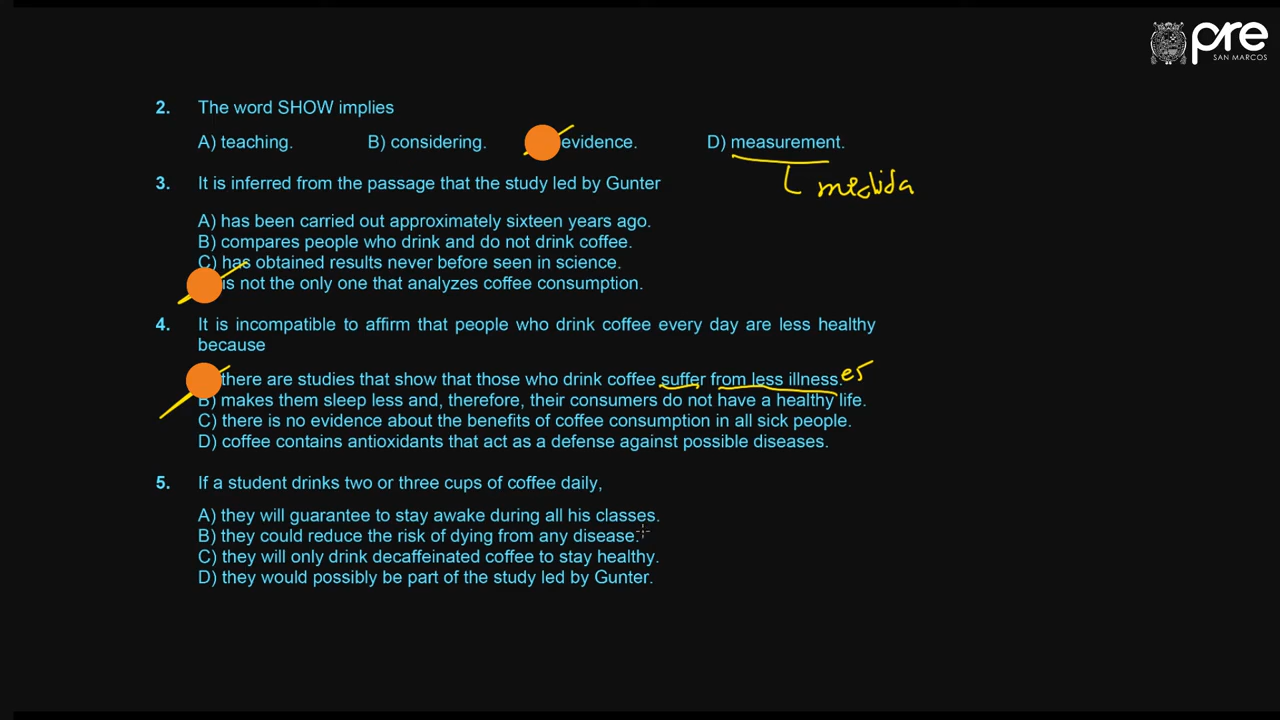 pre
SAN MARCOS
2. The word SHOW implies
A) teaching. B) considering. evidence. D) measurement.
medida
3. It is inferred from the passage that the study led by Gunter
A) has been carried out approximately sixteen years ago.
B) compares people who drink and do not drink coffee.
C) has obtained results never before seen in science.
is not the only one that analyzes coffee consumption.
4. It is incompatible to affirm that people who drink coffee every day are less healthy
because
there are studies that show that those who drink coffee suffer from less illness. es
B) makes them sleep less and, therefore, their consumers do not have a healthy life.
C) there is no evidence about the benefits of coffee consumption in all sick people.
D) coffee contains antioxidants that act as a defense against possible diseases.
5. If a student drinks two or three cups of coffee daily,
A) they will guarantee to stay awake during all his classes.
B) they could reduce the risk of dying from any disease.
C) they will only drink decaffeinated coffee to stay healthy.
D) they would possibly be part of the study led by Gunter.